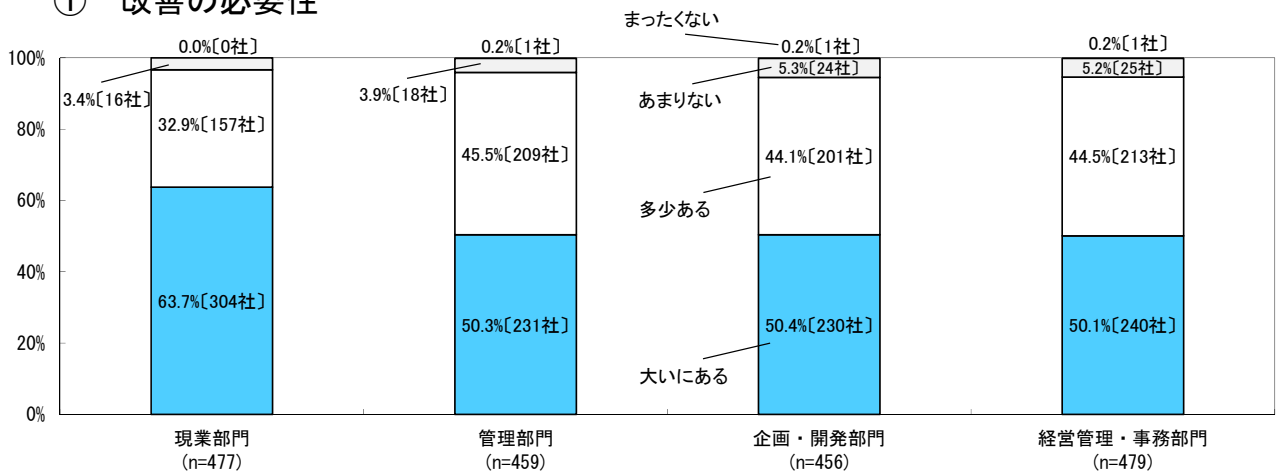 ① 改善の必要性
まったくない
0.0%〔0社〕 0.2%〔1社〕 0.2%〔1社〕 0.2%〔1社〕
100%
3.4%〔16社〕 3.9%〔18社〕 あまりない 5.3%〔24社〕 5.2%〔25社〕
80%
32.9%〔157社〕 45.5%〔209社〕 44.1%〔201社〕 44.5%〔213社〕
60%
多少ある
40%
63.7%〔304社〕 50.3%〔231社〕 50.4%〔230社〕 50.1%〔240社〕
20%
大いにある
0%
現業部門 管理部門 企画・開発部門 経営管理・事務部門
(n=477) (n=459) (n=456) (n=479)